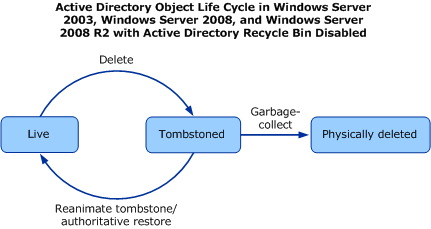 Active Directory Object Life Cycle in Windows Server
2003, Windows Server 2008, and Windows Server
2008 R2 with Active Directory Recycle Bin Disabled
Delete
Live
Tombstoned
Garbage-
collect
Physically deleted
Reanimate tombstone/
authoritative restore